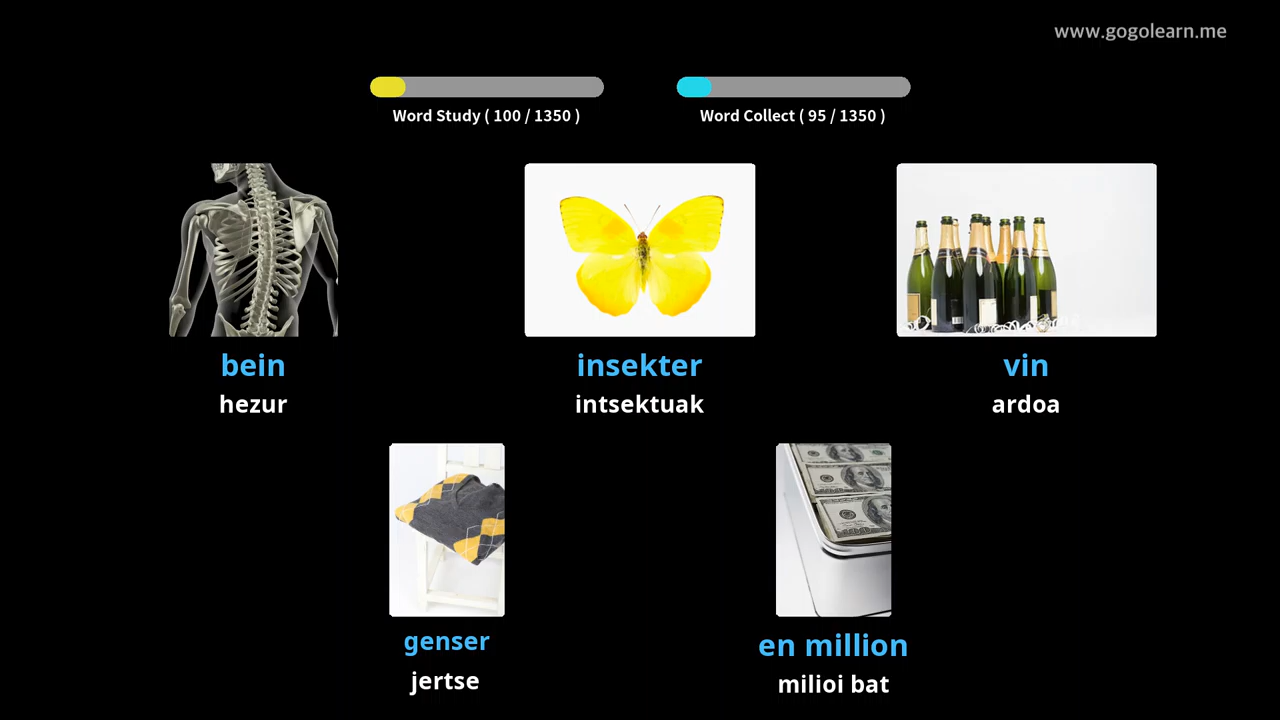 www.gogolearn.me
Word Study ( 100 / 1350 )
Word Collect ( 95 / 1350 )
bein
hezur
insekter
intsektuak
vin
ardoa
genser
jertse
en million
milioi bat